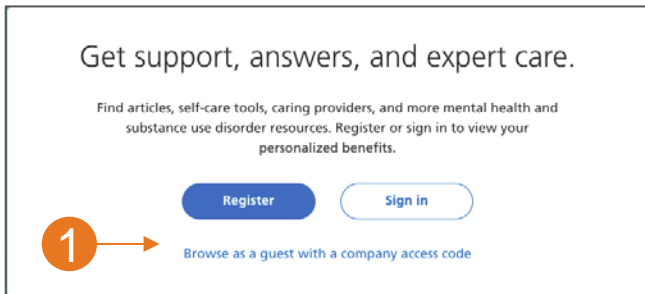 Get support, answers, and expert care.
Find articles, self-care tools, caring providers, and more mental health and
substance use disorder resources. Register or sign in to view your
personalized benefits.
Register
Sign in
1
Browse as a guest with a company access code